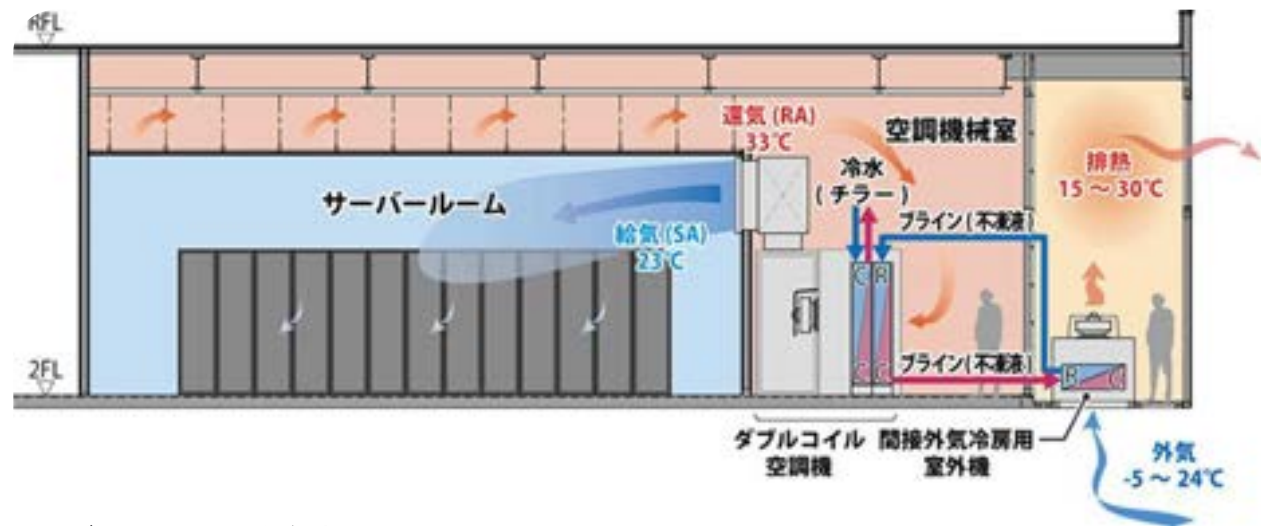 RFL
還気 (RA)
33℃
空調機械室
冷水
( チラー )
排熱
15 ～ 30℃
サーバールーム
給気 (SA)
23℃
ブライン ( 不凍液 )
C R
C C
ブライン ( 不凍液 )
R C
2FL
ダブルコイル
空調機
間接外気冷房用
室外機
外気
-5 ～ 24℃